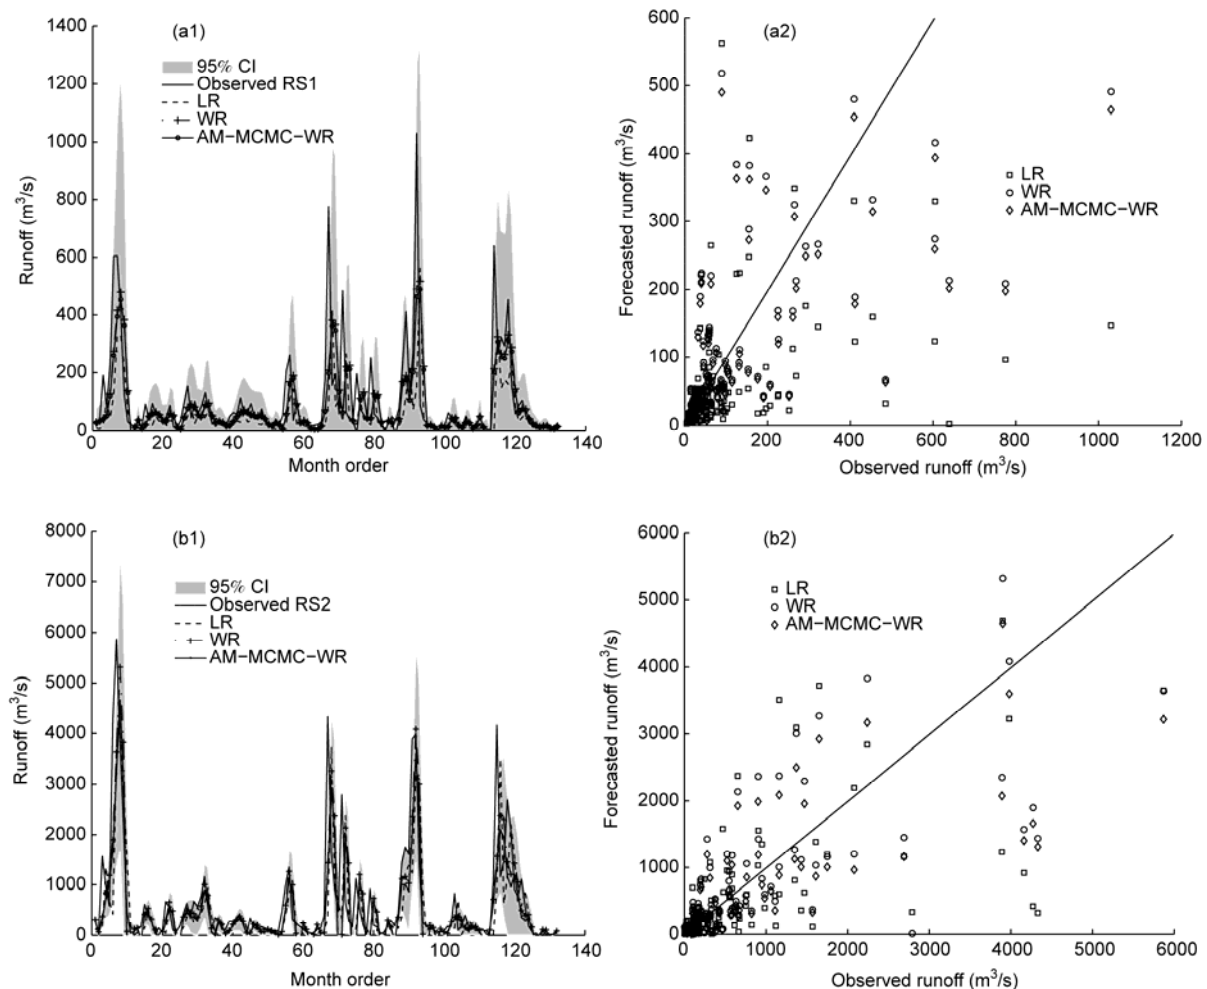 (a1)
1400
1200
1000
800
600
400
200
0
Runoff (m³/s)
95% CI
Observed RS1
LR
WR
AM−MCMC−WR
0 20 40 60 80 100 120 140
Month order
(a2)
600
500
400
300
200
100
0
Forecasted runoff (m³/s)
LR
WR
AM−MCMC−WR
0 200 400 600 800 1000 1200
Observed runoff (m³/s)
(b1)
8000
7000
6000
5000
4000
3000
2000
1000
0
Runoff (m³/s)
95% CI
Observed RS2
LR
WR
AM−MCMC−WR
0 20 40 60 80 100 120 140
Month order
(b2)
6000
5000
4000
3000
2000
1000
0
Forecasted runoff (m³/s)
LR
WR
AM−MCMC−WR
0 1000 2000 3000 4000 5000 6000
Observed runoff (m³/s)